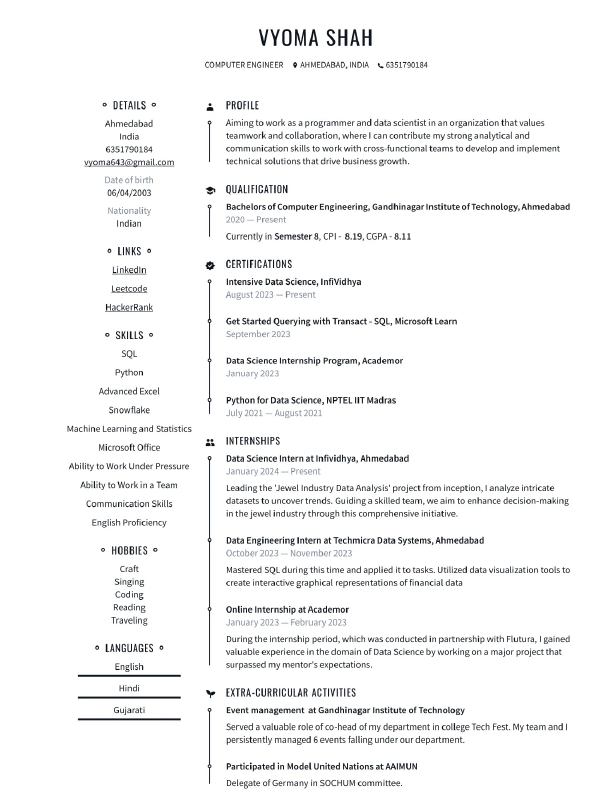 VYOMA SHAH
COMPUTER ENGINEER AHMEDABAD, INDIA 6351790183
DETAILS
Ahmedabad
India
6351790183
vyoma643@gmail.com
Date of birth
06/04/2003
Nationality
Indian
LINKS
LinkedIn
Leetcode
HackerRank
SKILLS
SQL
Python
Advanced Excel
Snowflake
Machine Learning and Statistics
Microsoft Office
Ability to Work Under Pressure
Ability to Work in a Team
Communication Skills
English Proficiency
HOBBIES
Craft
Singing
Coding
Reading
Traveling
LANGUAGES
English
Hindi
Gujarati
PROFILE
Aiming to work as a programmer and data scientist in an organization that values
teamwork and collaboration, where I can contribute my strong analytical and
communication skills to work with cross-functional teams to develop and implement
technical solutions that drive business growth.
QUALIFICATION
Bachelors of Computer Engineering, Gandhinagar Institute of Technology, Ahmedabad
2020 — Present
Currently in Semester 8, CPI - 8.19, CGPA - 8.11
CERTIFICATIONS
Intensive Data Science, InfiVidhya
August 2023 — Present
Get Started Querying with Transact - SQL, Microsoft Learn
September 2023
Data Science Internship Program, Academor
January 2023
Python for Data Science, NPTEL IIT Madras
July 2021 — August 2021
INTERNSHIPS
Data Science Intern at Infividhya, Ahmedabad
January 2024 — Present
Leading the 'Jewel Industry Data Analysis' project from inception, I analyze intricate
datasets to uncover trends. Guiding a skilled team, we aim to enhance decision-making
in the jewel industry through this comprehensive initiative.
Data Engineering Intern at Techmicra Data Systems, Ahmedabad
October 2023 — November 2023
Mastered SQL during this time and applied it to tasks. Utilized data visualization tools to
create interactive graphical representations of financial data
Online Internship at Academor
January 2023 — February 2023
During the internship period, which was conducted in partnership with Flutura, I gained
valuable experience in the domain of Data Science by working on a major project that
surpassed my mentor's expectations.
EXTRA-CURRICULAR ACTIVITIES
Event management at Gandhinagar Institute of Technology
Served a valuable role of co-head of my department in college Tech Fest. My team and I
persistently managed 6 events falling under our department.
Participated in Model United Nations at AAIMUN
Delegate of Germany in SOCHUM committee.